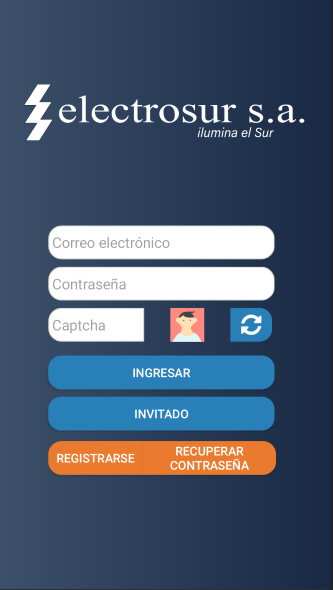 electrosur s.a.
ilumina el Sur
Correo electrónico
Contraseña
Captcha
INGRESAR
INVITADO
REGISTRARSE
RECUPERAR
CONTRASEÑA